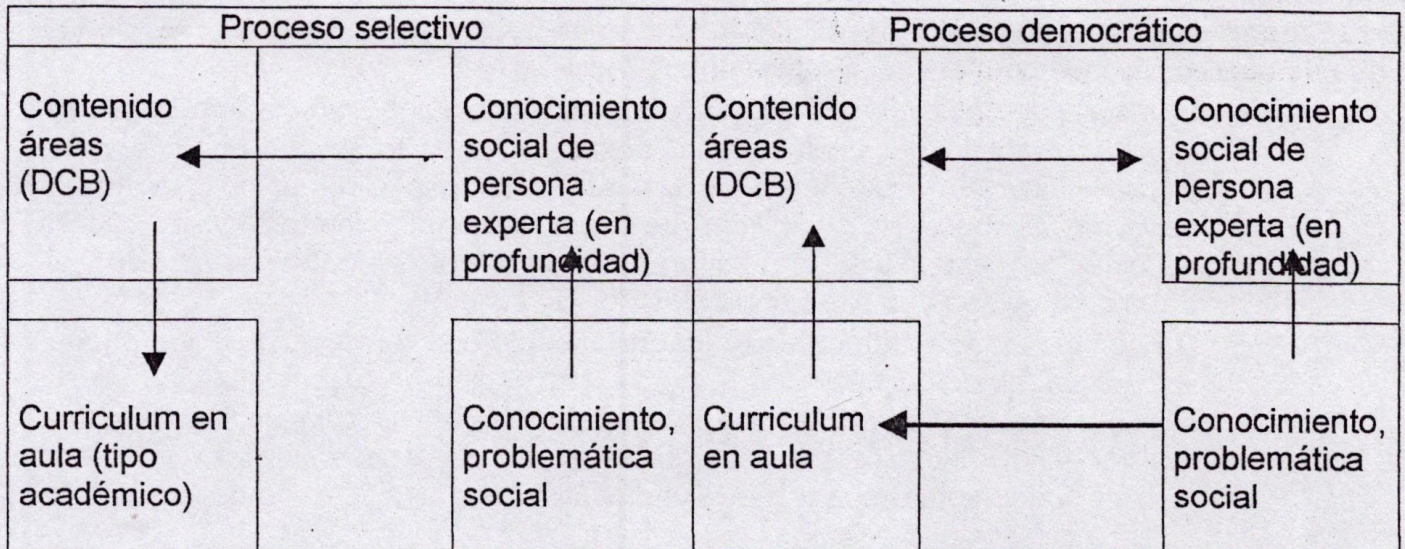 Proceso selectivo
Proceso democrático
Contenido
áreas
(DCB)
Conocimiento
social de
persona
experta (en
profundidad)
Contenido
áreas
(DCB)
Conocimiento
social de
persona
experta (en
profundidad)
Curriculum en
aula (tipo
académico)
Conocimiento,
problemática
social
Curriculum
en aula
Conocimiento,
problemática
social